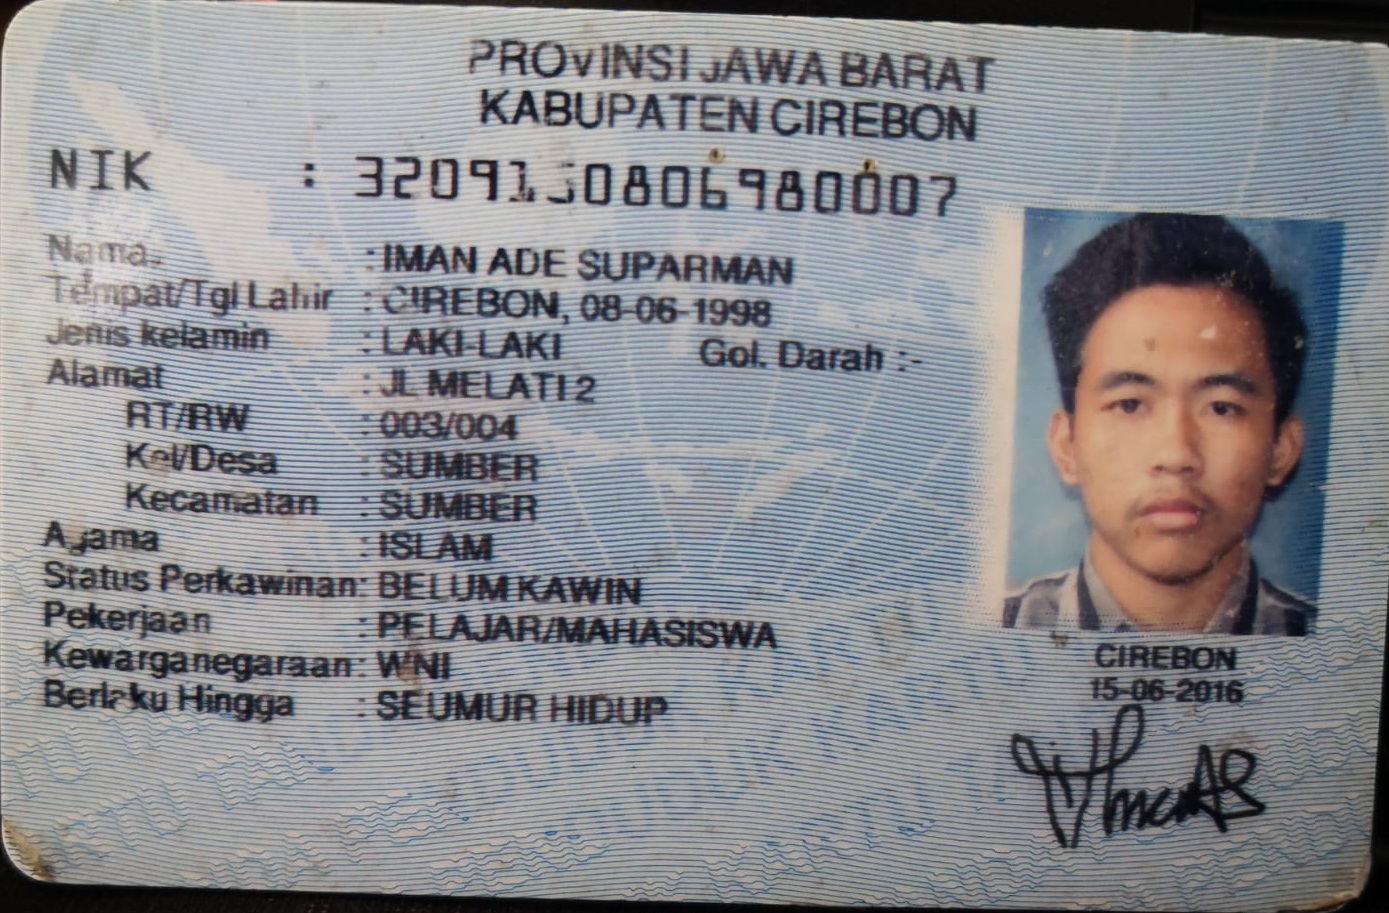 PROVINSI JAWA BARAT
KABUPATEN CIREBON
NIK :
Nama : IMAN ADE SUPARMAN
Tempat/Tgl Lahir : CIREBON, 08-06-1998
Jenis kelamin : LAKI-LAKI Gol. Darah :-
Alamat : JL MELATI 2
RT/RW : 003/004
Kel/Desa : SUMBER
Kecamatan : SUMBER
Agama : ISLAM
Status Perkawinan: BELUM KAWIN
Pekerjaan : PELAJAR/MAHASISWA
Kewarganegaraan: WNI
Berlaku Hingga : SEUMUR HIDUP
CIREBON
15-06-2016